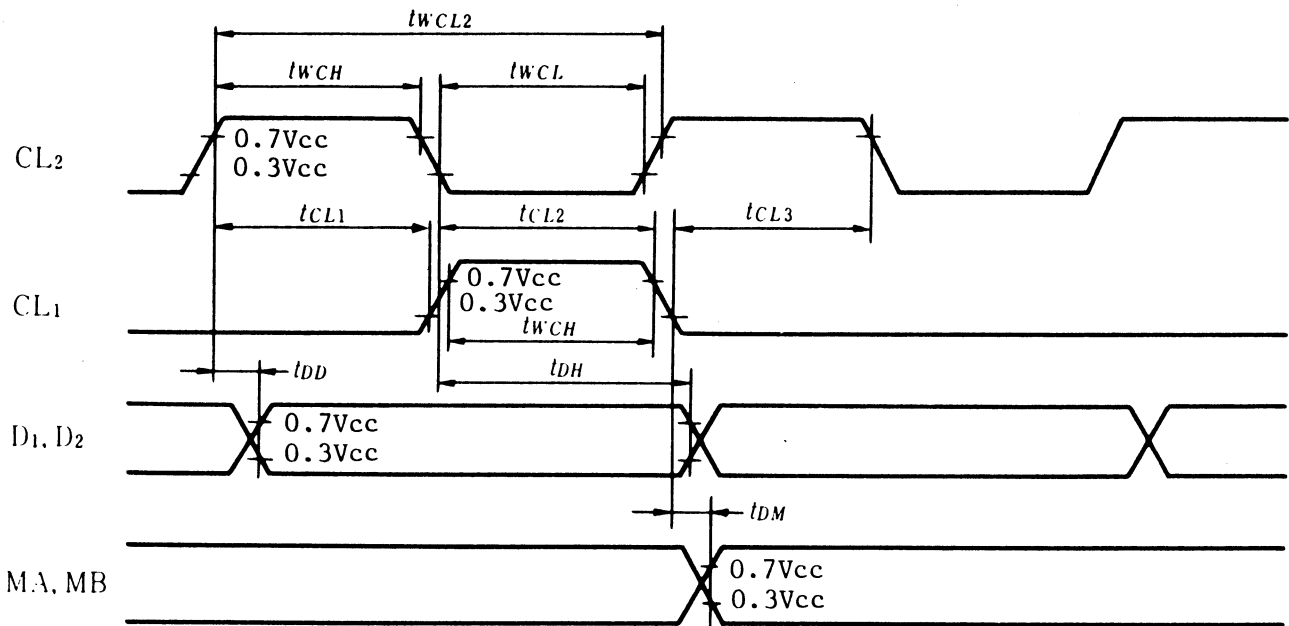 tWCL2
tWCH
tWCL
CL2
0.7Vcc
0.3Vcc
tCL1
tCL2
tCL3
CL1
0.7Vcc
0.3Vcc
tWCH
tDD
tDH
D1, D2
0.7Vcc
0.3Vcc
tDM
MA, MB
0.7Vcc
0.3Vcc